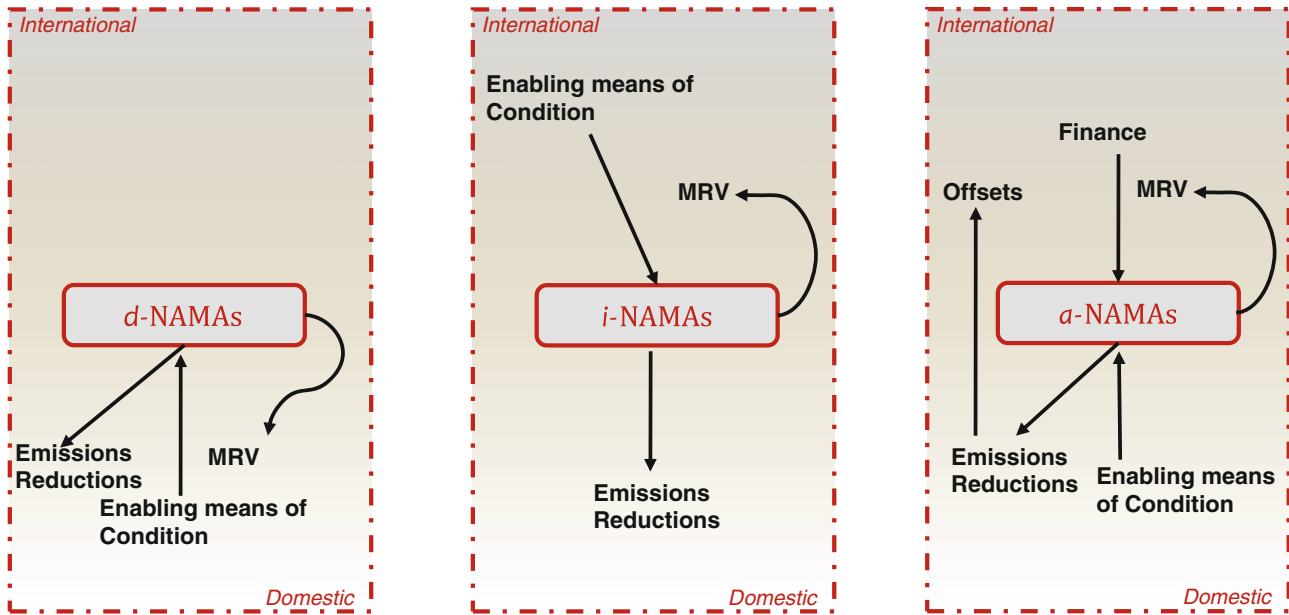 International
d-NAMAs
Emissions
Reductions
MRV
Enabling means of
Condition
Domestic
International
Enabling means of
Condition
MRV
i-NAMAs
Emissions
Reductions
Domestic
International
Finance
Offsets
MRV
a-NAMAs
Emissions
Reductions
Enabling means
of Condition
Domestic